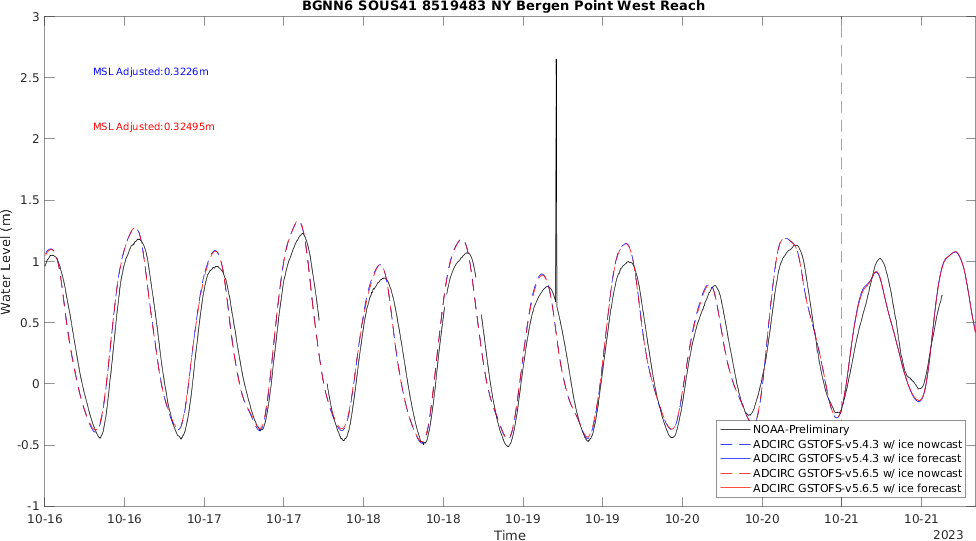 BGNN6 SOUS41 8519483 NY Bergen Point West Reach
3
2.5
2
1.5
1
0.5
0
-0.5
-1
Water Level (m)
MSL Adjusted:0.3226m
MSL Adjusted:0.32495m
NOAA-Preliminary
ADCIRC GSTOFS-v5.4.3 w/ ice nowcast
ADCIRC GSTOFS-v5.4.3 w/ ice forecast
ADCIRC GSTOFS-v5.6.5 w/ ice nowcast
ADCIRC GSTOFS-v5.6.5 w/ ice forecast
10-16 10-16 10-17 10-17 10-18 10-18 10-19 10-19 10-20 10-20 10-21 10-21
Time
2023